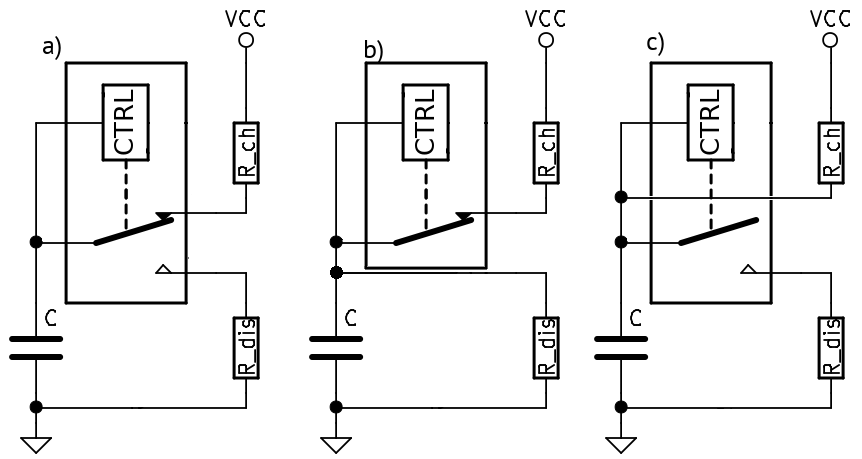 VCC
VCC
VCC
a)
b)
c)
CTRL
R_ch
CTRL
R_ch
CTRL
R_ch
C
R_dis
C
R_dis
C
R_dis